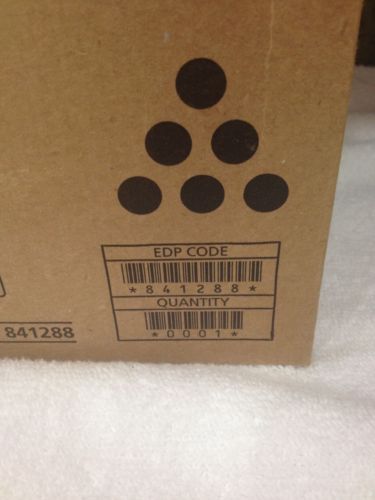 EDP CODE
*841288*
QUANTITY
*0001*
841288